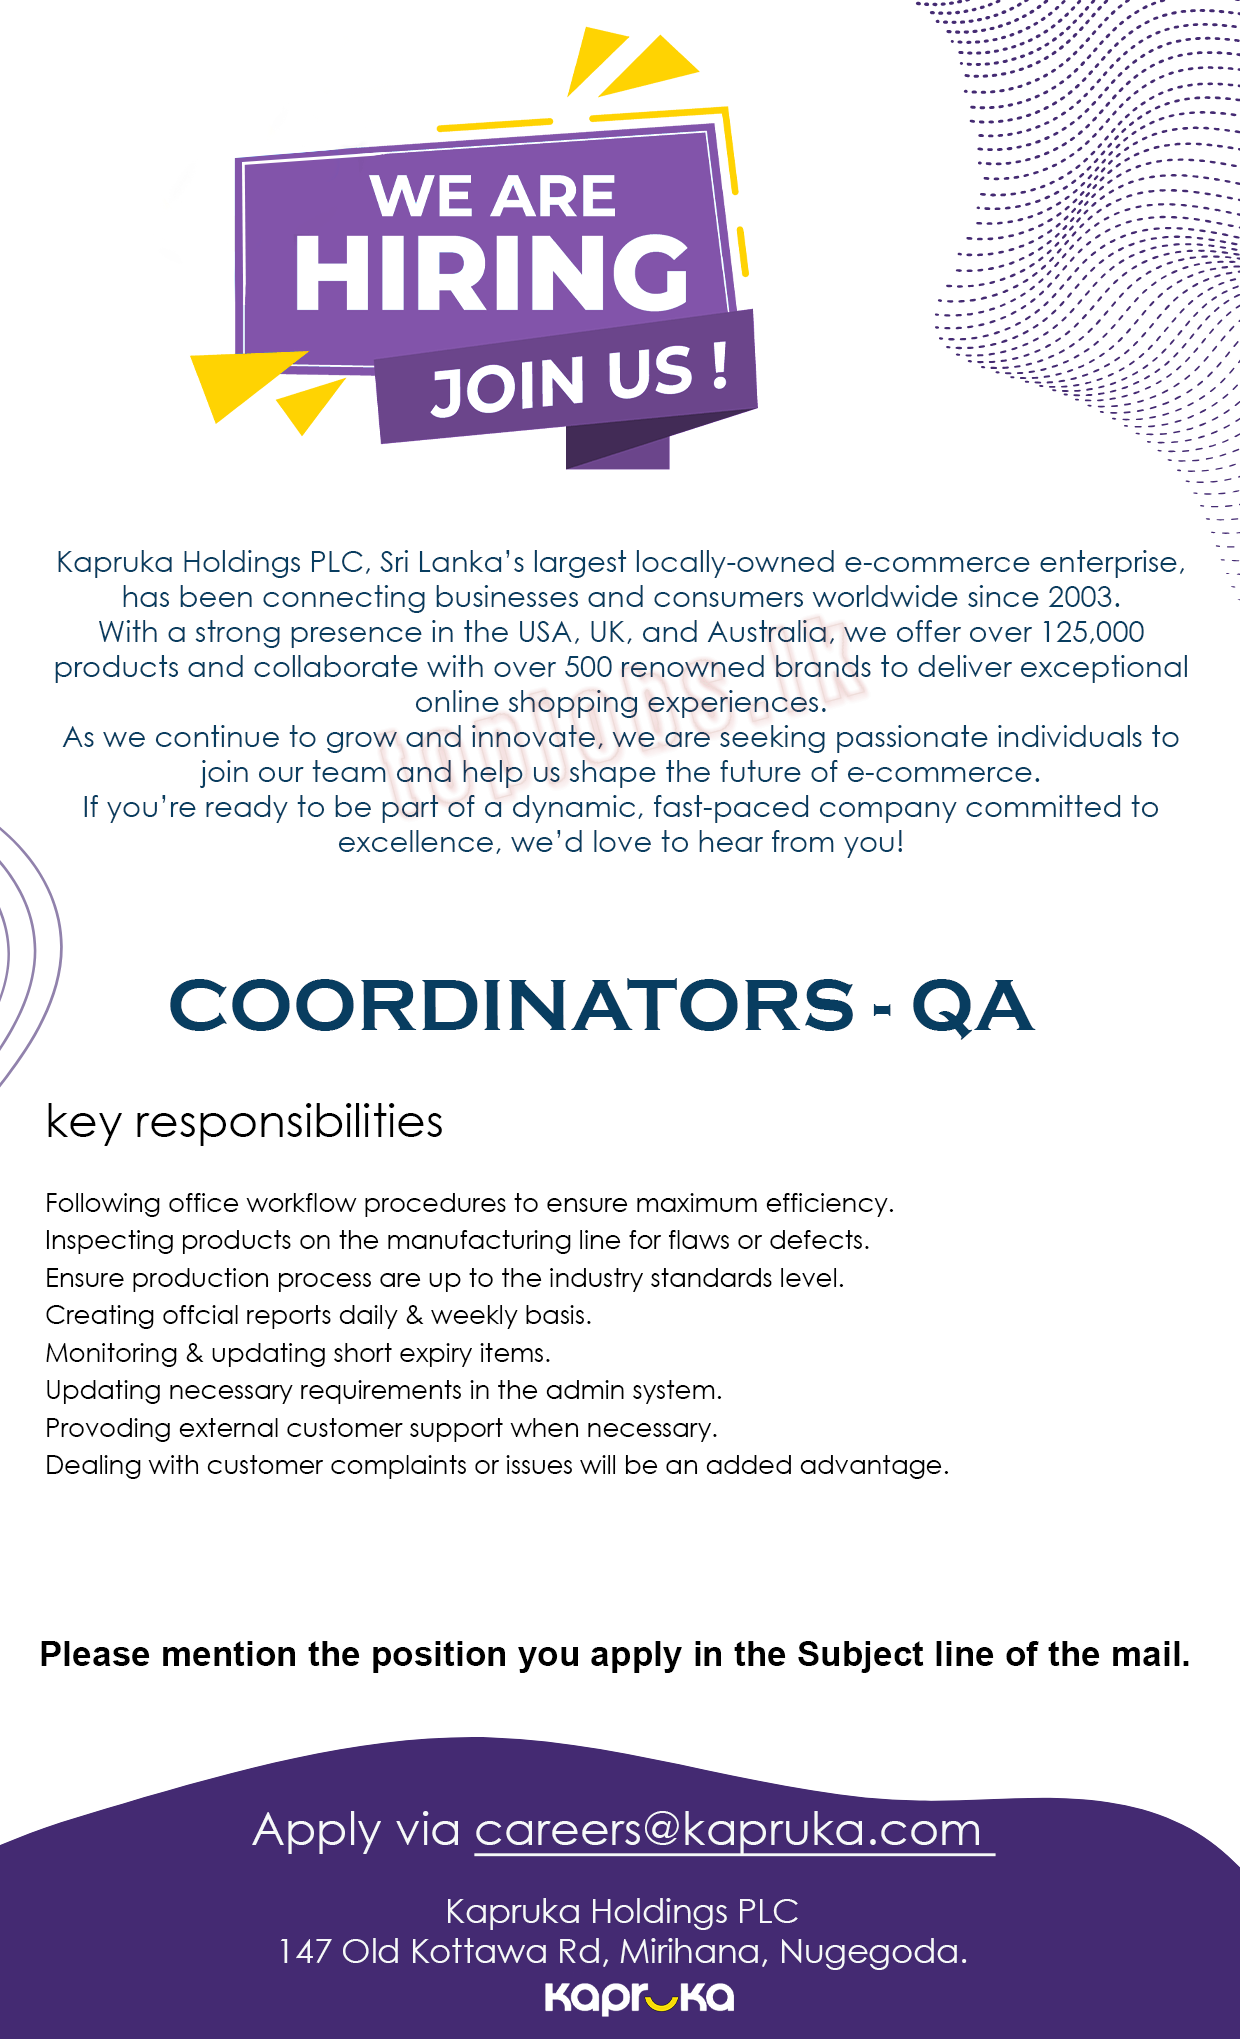 WE ARE
HIRING
JOIN US !
Kapruka Holdings PLC, Sri Lanka’s largest locally-owned e-commerce enterprise,
has been connecting businesses and consumers worldwide since 2003.
With a strong presence in the USA, UK, and Australia, we offer over 125,000
products and collaborate with over 500 renowned brands to deliver exceptional
online shopping experiences.
As we continue to grow and innovate, we are seeking passionate individuals to
join our team and help us shape the future of e-commerce.
If you’re ready to be part of a dynamic, fast-paced company committed to
excellence, we’d love to hear from you!
topjobs.lk
COORDINATORS - QA
key responsibilities
Following office workflow procedures to ensure maximum efficiency.
Inspecting products on the manufacturing line for flaws or defects.
Ensure production process are up to the industry standards level.
Creating offcial reports daily & weekly basis.
Monitoring & updating short expiry items.
Updating necessary requirements in the admin system.
Provoding external customer support when necessary.
Dealing with customer complaints or issues will be an added advantage.
Please mention the position you apply in the Subject line of the mail.
Apply via careers@kapruka.com
Kapruka Holdings PLC
147 Old Kottawa Rd, Mirihana, Nugegoda.
Kapruka